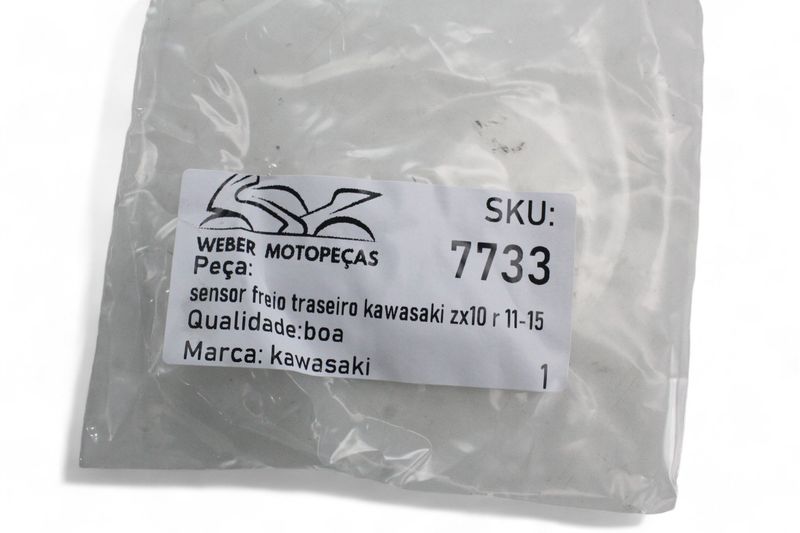 WEBER MOTOPEÇAS
SKU:
7733
Peça:
sensor freio traseiro kawasaki zx10 r 11-15
Qualidade:boa
Marca: kawasaki
1